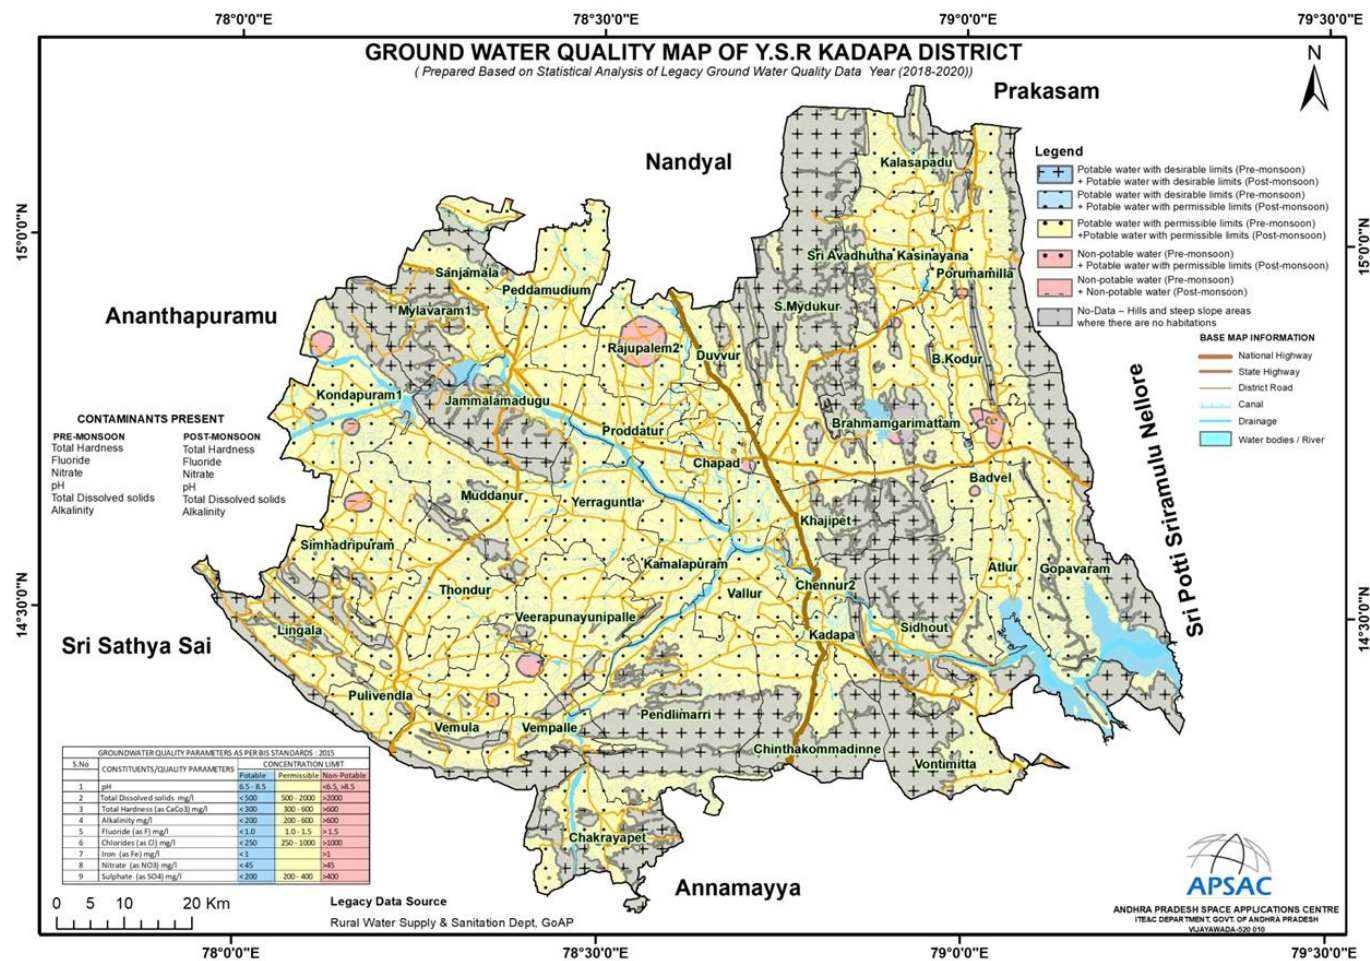 78°0'0"E
78°30'0"E
79°0'0"E
79°30'0"E
GROUND WATER QUALITY MAP OF Y.S.R KADAPA DISTRICT
( Prepared Based on Statistical Analysis of Legacy Ground Water Quality Data Year (2018-2020))
N
Prakasam
Nandyal
Ananthapuramu
Sri Sathya Sai
Annamayya
Sri Potti Sriramulu Nellore
15°0'0"N
15°0'0"N
14°30'0"N
14°30'0"N
Kalasapadu
Sri Avadhutha Kasinayana
Porumamilla
Sanjamala
Peddamudium
Mylavaram1
S.Mydukur
Rajupalem2
Duvvur
B.Kodur
Kondapuram1
Jammalamadugu
Brahmamgarimattam
Proddatur
Chapad
Badvel
Muddanur
Yerraguntla
Khajipet
Simhadripuram
Kamalapuram
Atlur
Gopavaram
Thondur
Vallur
Chennur2
Veerapunayunipalle
Lingala
Kadapa
Sidhout
Pulivendla
Pendlimarri
Vemula
Vempalle
Chinthakommadinne
Vontimitta
Chakrayapet
Legend
Potable water with desirable limits (Pre-monsoon)
+ Potable water with desirable limits (Post-monsoon)
Potable water with desirable limits (Pre-monsoon)
+ Potable water with permissible limits (Post-monsoon)
Potable water with permissible limits (Pre-monsoon)
+Potable water with permissible limits (Post-monsoon)
Non-potable water (Pre-monsoon)
+ Potable water with permissible limits (Post-monsoon)
Non-potable water (Pre-monsoon)
+ Non-potable water (Post-monsoon)
No-Data – Hills and steep slope areas
where there are no habitations
BASE MAP INFORMATION
National Highway
State Highway
District Road
Canal
Drainage
Water bodies / River
CONTAMINANTS PRESENT
PRE-MONSOON
Total Hardness
Fluoride
Nitrate
pH
Total Dissolved solids
Alkalinity
POST-MONSOON
Total Hardness
Fluoride
Nitrate
pH
Total Dissolved solids
Alkalinity
GROUNDWATER QUALITY PARAMETERS AS PER BIS STANDARDS : 2015
S.No CONSTITUENTS/QUALITY PARAMETERS CONCENTRATION LIMIT
Potable Permissible Non-Potable
1 pH 6.5 - 8.5 <6.5, >8.5
2 Total Dissolved solids mg/l <500 500 - 2000 >2000
3 Total Hardness (as CaCo3) mg/l <300 300 - 600 >600
4 Alkalinity mg/l <200 200 - 600 >600
5 Fluoride (as F) mg/l <1.0 1.0 - 1.5 >1.5
6 Chlorides (as Cl) mg/l <250 250 - 1000 >1000
7 Iron (as Fe) mg/l <1 >1
8 Nitrate (as NO3) mg/l <45 >45
9 Sulphate (as SO4) mg/l <200 200 - 400 >400
0 5 10 20 Km
Legacy Data Source
Rural Water Supply & Sanitation Dept, GoAP
APSAC
ANDHRA PRADESH SPACE APPLICATIONS CENTRE
ITE&C DEPARTMENT, GOVT. OF ANDHRA PRADESH
VIJAYAWADA-520 010
78°0'0"E
78°30'0"E
79°0'0"E
79°30'0"E